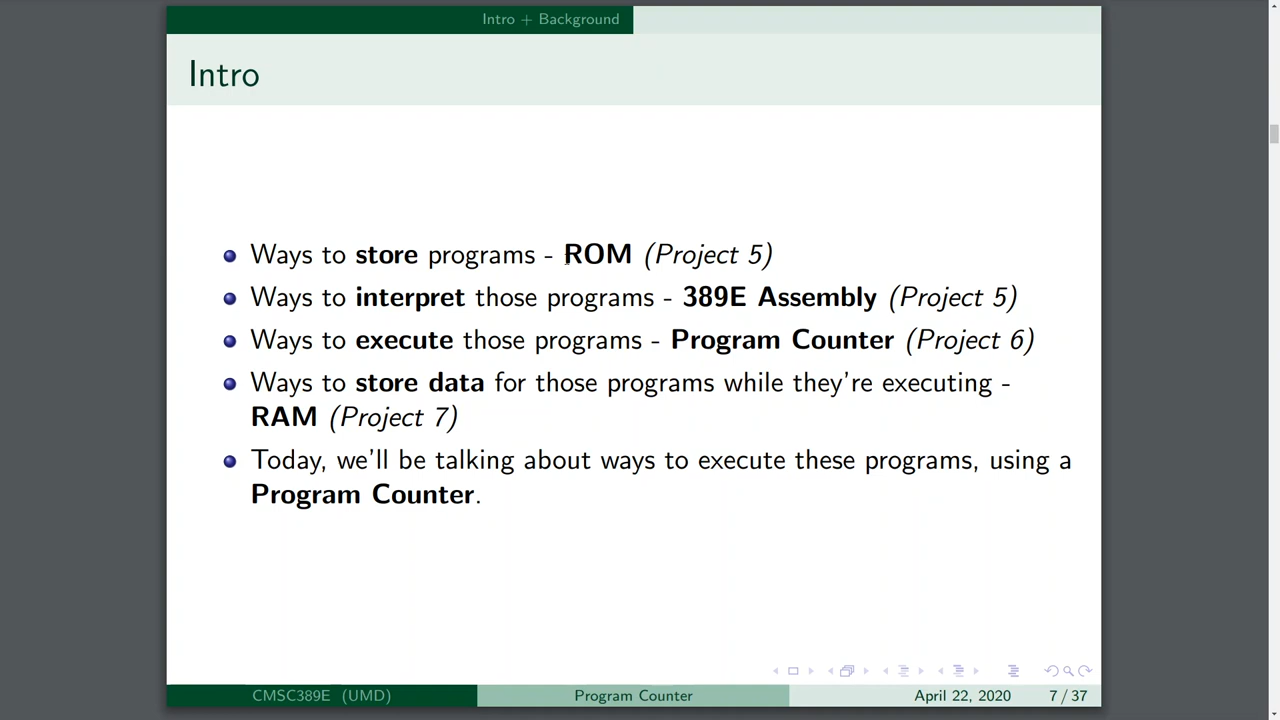 Intro + Background
Intro
Ways to store programs - ROM (Project 5)
Ways to interpret those programs - 389E Assembly (Project 5)
Ways to execute those programs - Program Counter (Project 6)
Ways to store data for those programs while they're executing -
RAM (Project 7)
Today, we'll be talking about ways to execute these programs, using a
Program Counter.
CMSC389E (UMD) Program Counter April 22, 2020 7 / 37